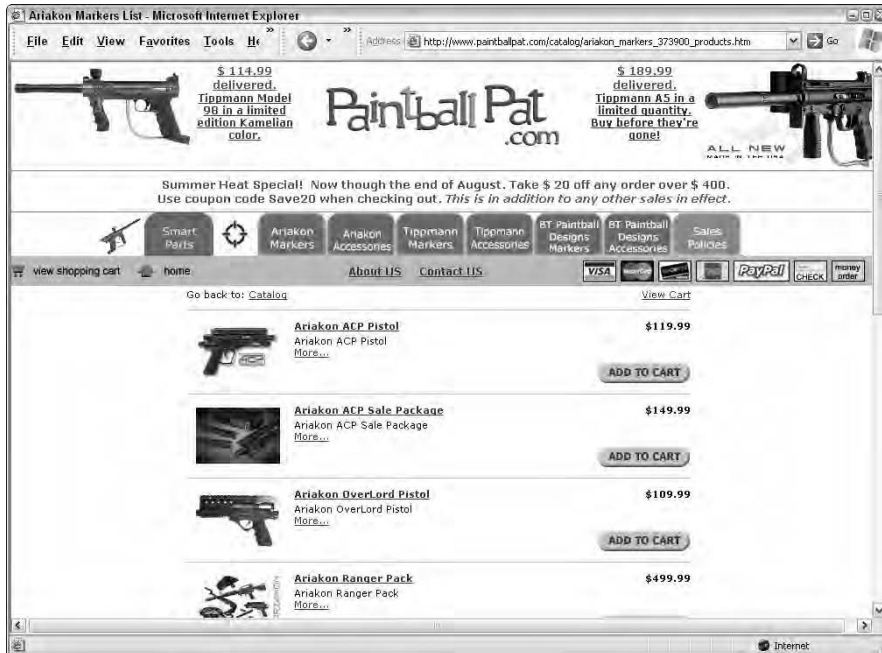 Ariakon Markers List - Microsoft Internet Explorer
File Edit View Favorites Tools He
Address http://www.paintballpat.com/catalog/ariakon_markers_373900_products.htm Go
$ 114.99
delivered.
Tippmann Model
98 in a limited
edition Kamelian
color.
PaintballPat
.com
$ 189.99
delivered.
Tippmann A5 in a
limited quantity.
Buy before they're
gone!
ALL NEW
MADE IN THE USA
Summer Heat Special! Now though the end of August. Take $ 20 off any order over $ 400.
Use coupon code Save20 when checking out. This is in addition to any other sales in effect.
Smart
Parts
Ariakon
Markers
Ariakon
Accessories
Tippmann
Markers
Tippmann
Accessories
BT Paintball
Designs
Markers
BT Paintball
Designs
Accessories
Sales
Policies
view shopping cart home About US Contact US VISA PayPal CHECK money order
Go back to: Catalog View Cart
Ariakon ACP Pistol $119.99
Ariakon ACP Pistol
More...
ADD TO CART
Ariakon ACP Sale Package $149.99
Ariakon ACP Sale Package
More...
ADD TO CART
Ariakon OverLord Pistol $109.99
Ariakon OverLord Pistol
More...
ADD TO CART
Ariakon Ranger Pack $499.99
Ariakon Ranger Pack
More...
Internet